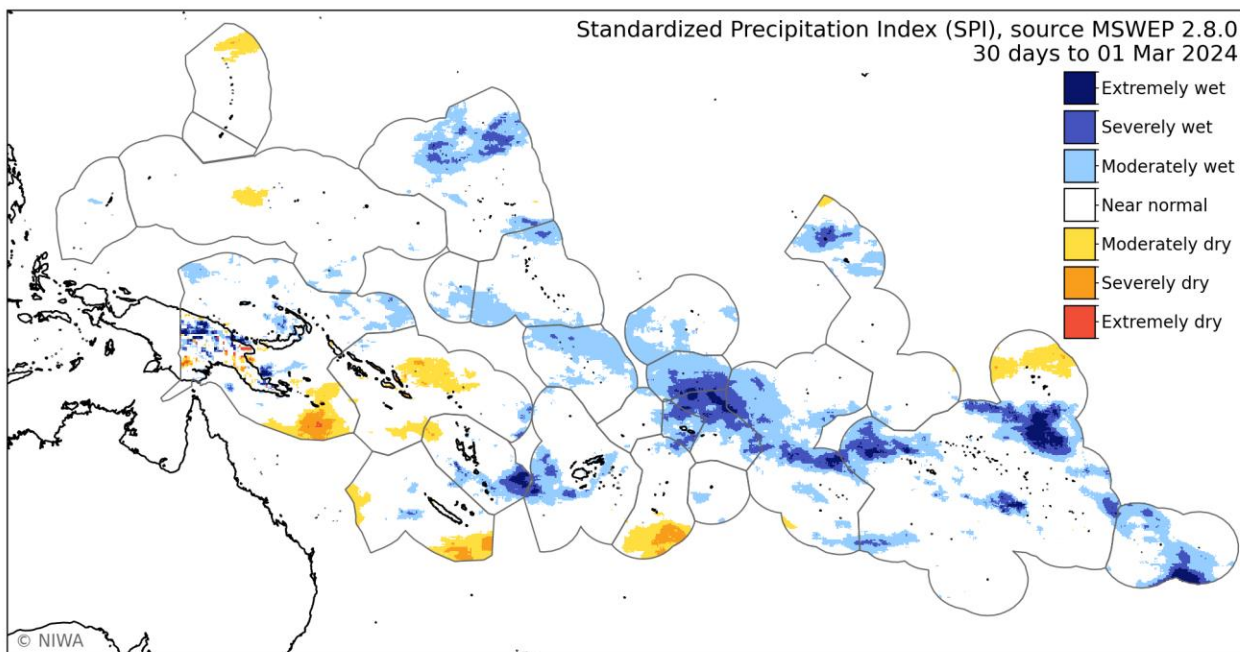 Standardized Precipitation Index (SPI), source MSWEP 2.8.0
30 days to 01 Mar 2024
Extremely wet
Severely wet
Moderately wet
Near normal
Moderately dry
Severely dry
Extremely dry
© NIWA